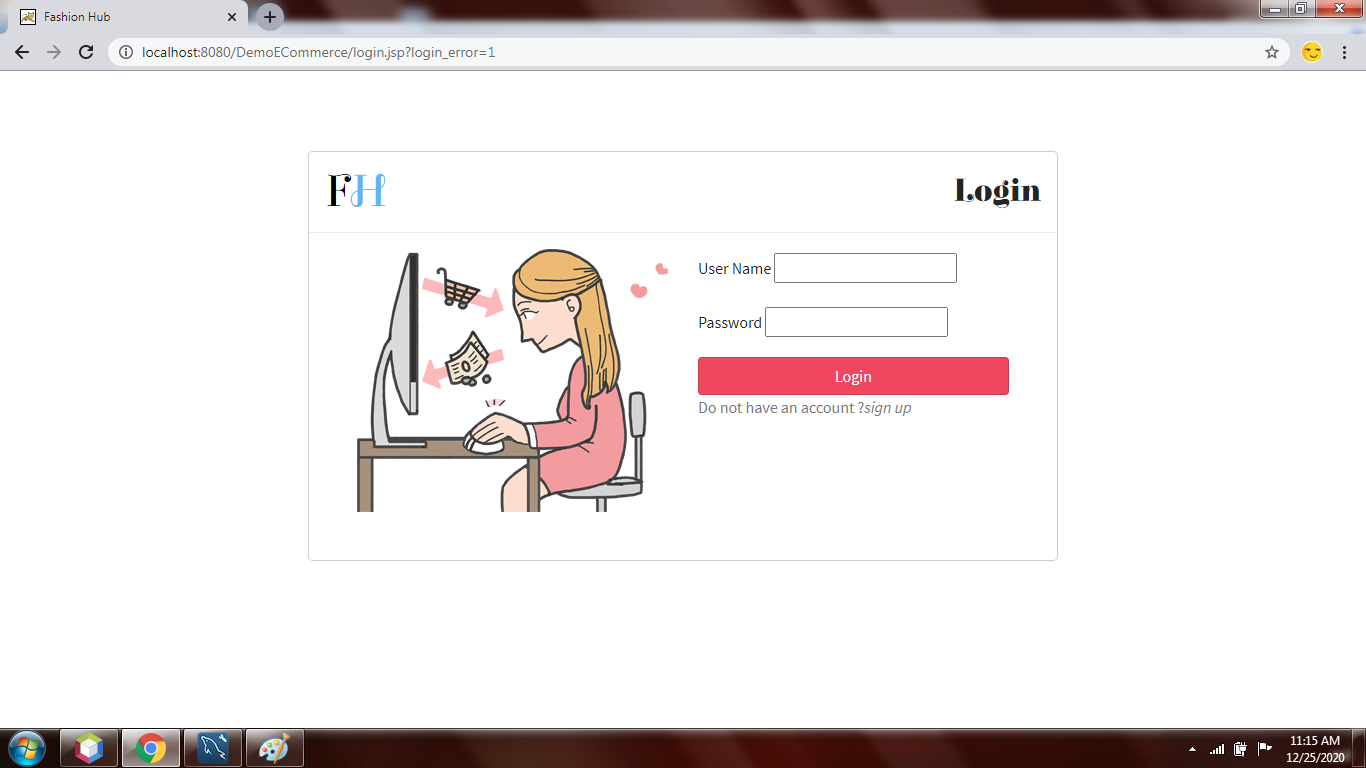 Fashion Hub
localhost:8080/DemoECommerce/login.jsp?login_error=1
FH
Login
User Name
Password
Login
Do not have an account ?sign up
11:15 AM
12/25/2020